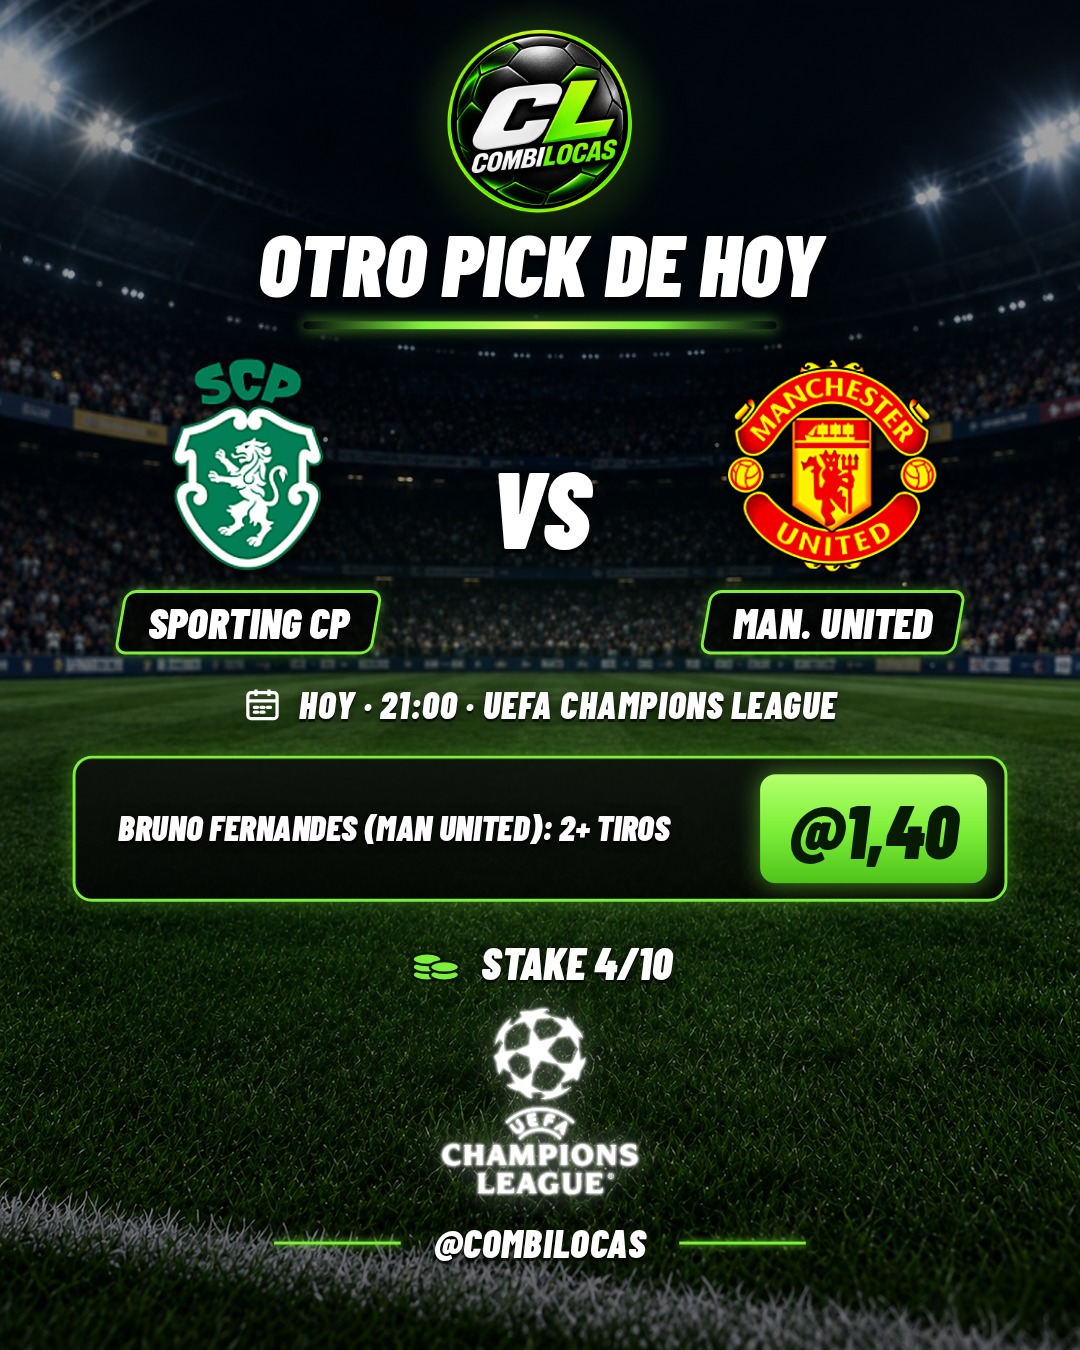 CL
COMBILOCAS
OTRO PICK DE HOY
SCP
MANCHESTER
UNITED
VS
SPORTING CP
MAN. UNITED
HOY · 21:00 · UEFA CHAMPIONS LEAGUE
BRUNO FERNANDES (MAN UNITED): 2+ TIROS
@1,40
STAKE 4/10
UEFA
CHAMPIONS
LEAGUE®
@COMBILOCAS